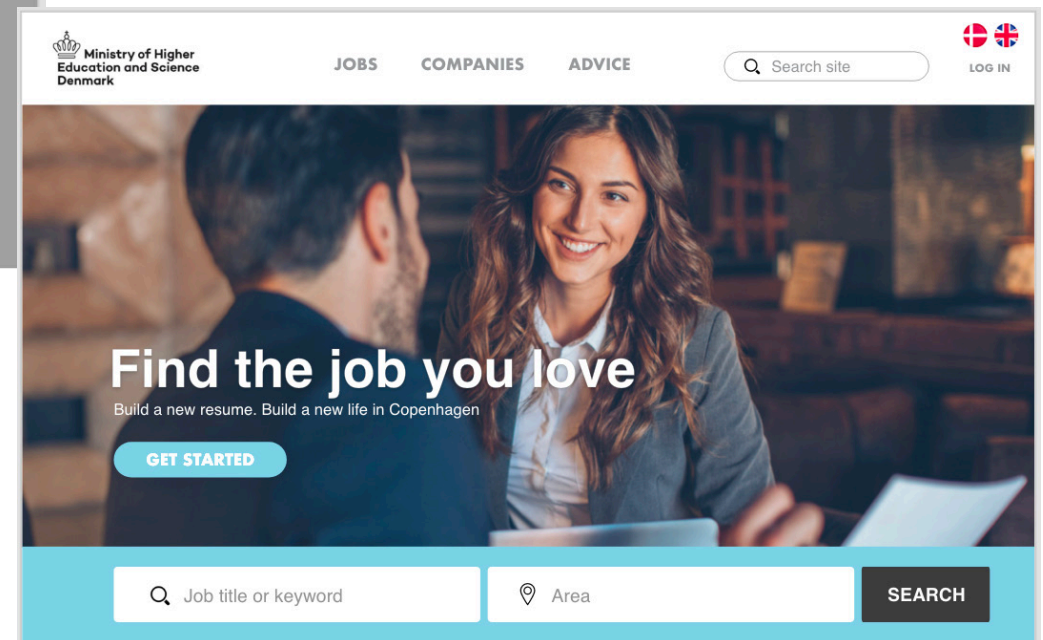 Ministry of Higher
Education and Science
Denmark
JOBS
COMPANIES
ADVICE
Search site
LOG IN
Find the job you love
Build a new resume. Build a new life in Copenhagen
GET STARTED
Job title or keyword
Area
SEARCH